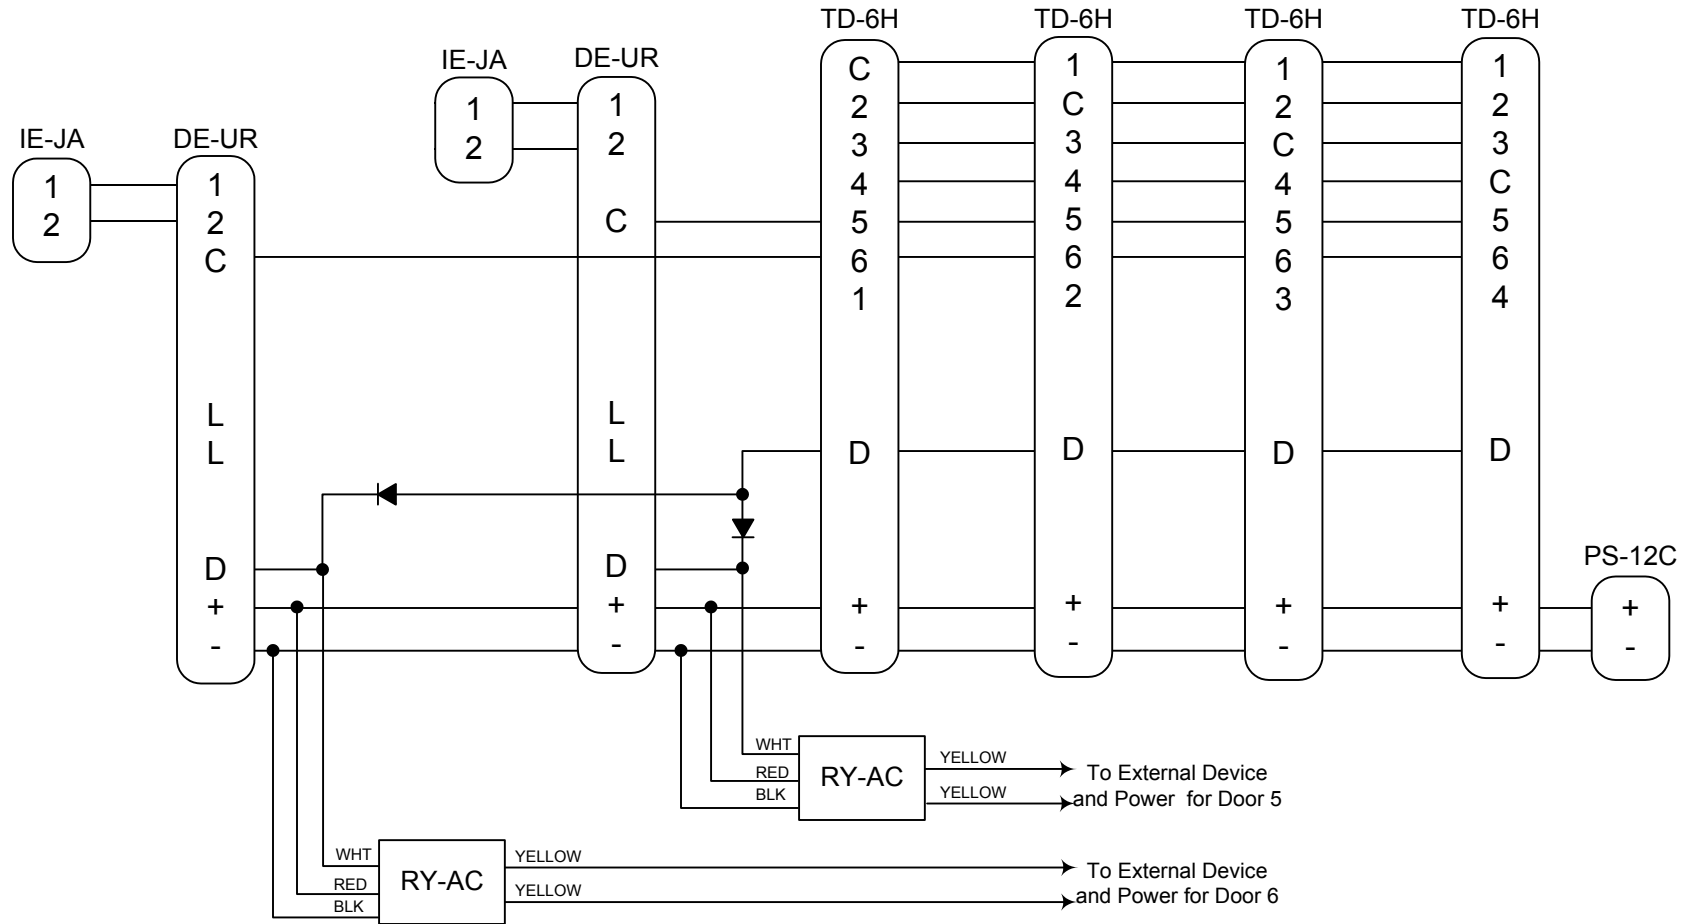 TD-6H TD-6H TD-6H TD-6H
IE-JA DE-UR
IE-JA DE-UR
1
2
1
2
C
L
L
D
+
-
1
2
1
2
C
L
L
D
+
-
C
2
3
4
5
6
1
D
+
-
1
C
3
4
5
6
2
D
+
-
1
2
C
4
5
6
3
D
+
-
1
2
3
C
5
6
4
D
+
-
PS-12C
+
-
WHT
RED
BLK
RY-AC
YELLOW
YELLOW
To External Device
and Power for Door 5
WHT
RED
BLK
RY-AC
YELLOW
YELLOW
To External Device
and Power for Door 6